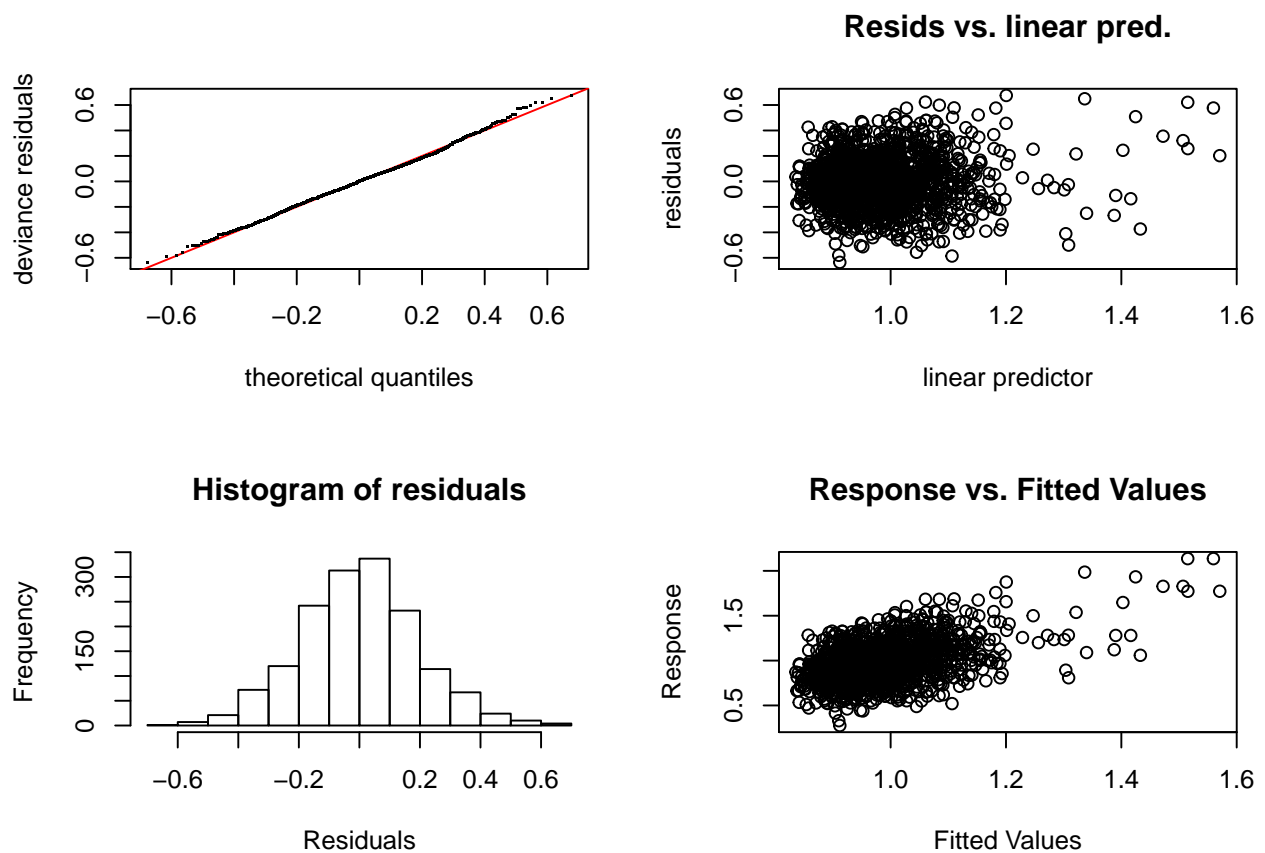 deviance residuals
0.6
0.0
−0.6
−0.6 −0.2 0.2 0.4 0.6
theoretical quantiles
Resids vs. linear pred.
residuals
0.6
0.0
−0.6
1.0 1.2 1.4 1.6
linear predictor
Histogram of residuals
Frequency
300
150
0
−0.6 −0.2 0.2 0.4 0.6
Residuals
Response vs. Fitted Values
Response
1.5
0.5
1.0 1.2 1.4 1.6
Fitted Values